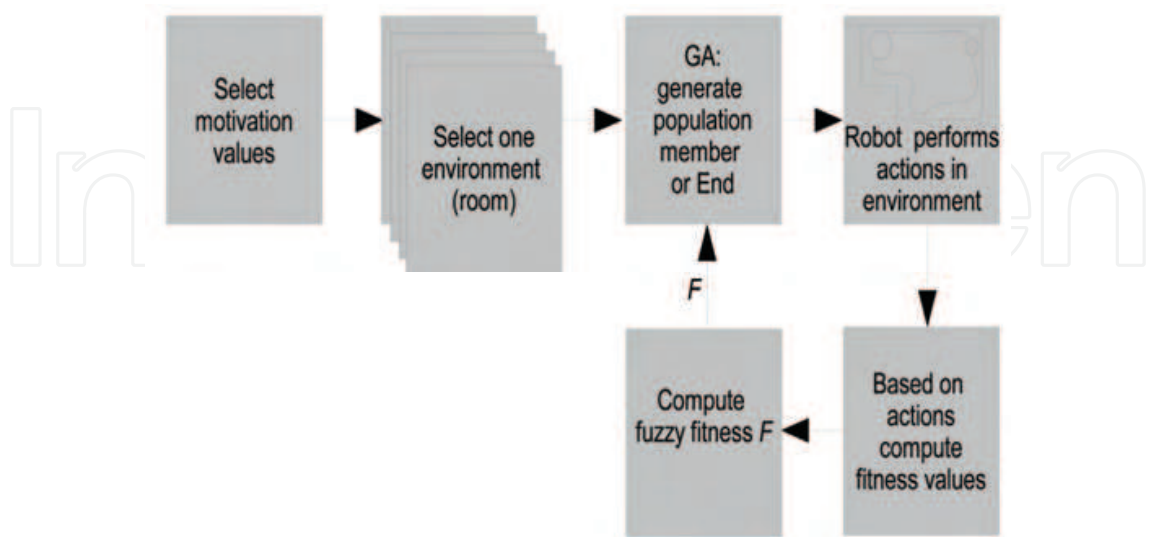 Select
motivation
values
Select one
environment
(room)
GA:
generate
population
member
or End
Robot performs
actions in
environment
F
Compute
fuzzy fitness F
Based on
actions
compute
fitness values